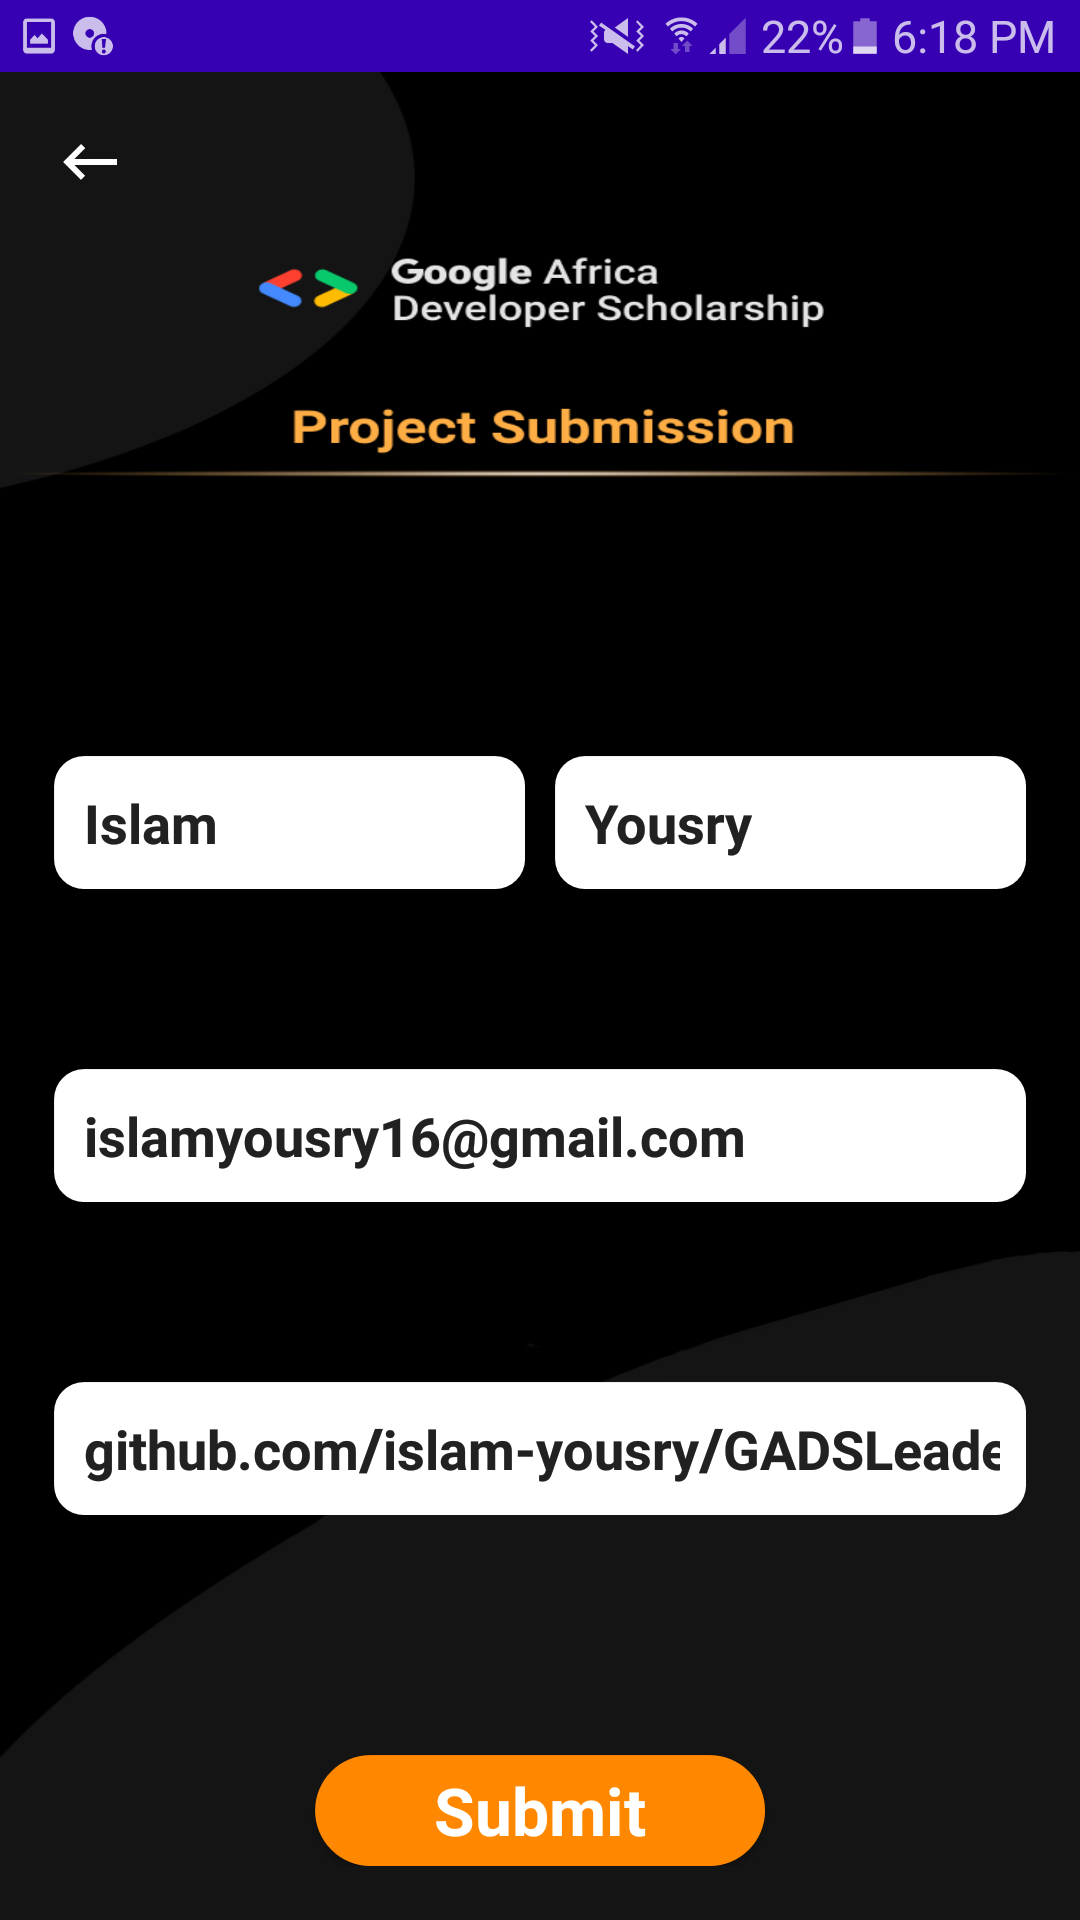 22% 6:18 PM
Google Africa
Developer Scholarship
Project Submission
Islam Yousry
islamyousry16@gmail.com
github.com/islam-yousry/GADSLeade
Submit